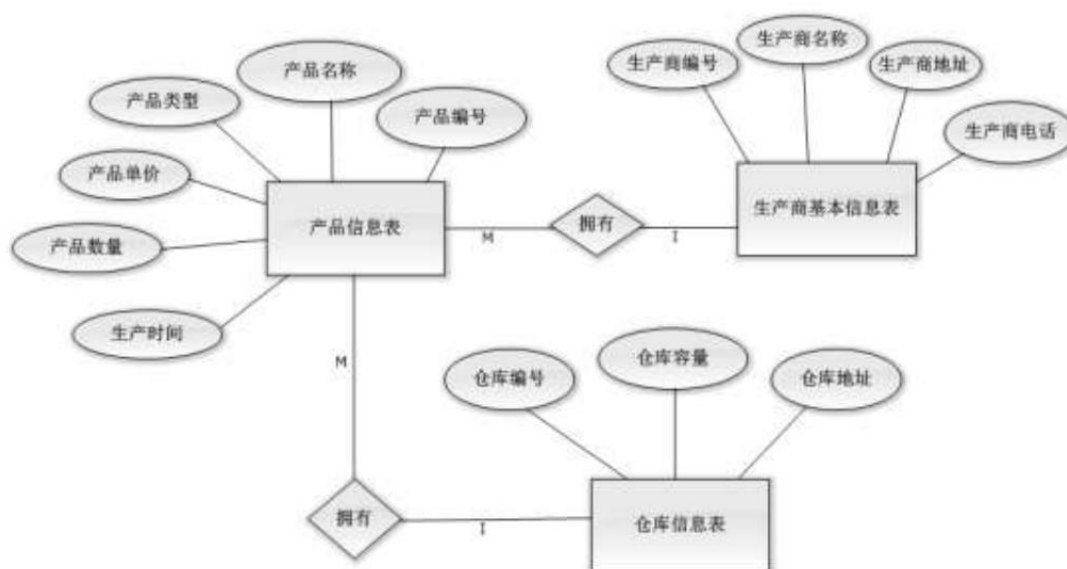 产品名称
产品类型
产品编号
产品单价
产品数量
生产时间
产品信息表
M
拥有
I
生产商编号
生产商名称
生产商地址
生产商电话
生产商基本信息表
M
拥有
I
仓库编号
仓库容量
仓库地址
仓库信息表